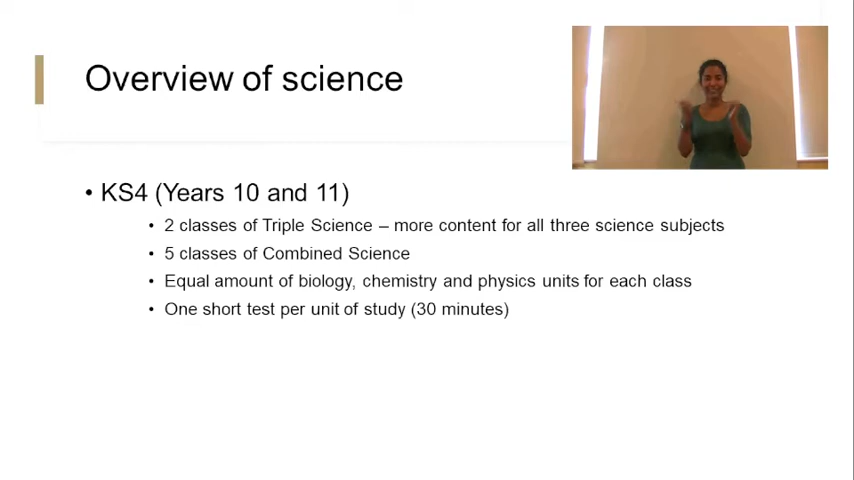 Overview of science
• KS4 (Years 10 and 11)
• 2 classes of Triple Science – more content for all three science subjects
• 5 classes of Combined Science
• Equal amount of biology, chemistry and physics units for each class
• One short test per unit of study (30 minutes)